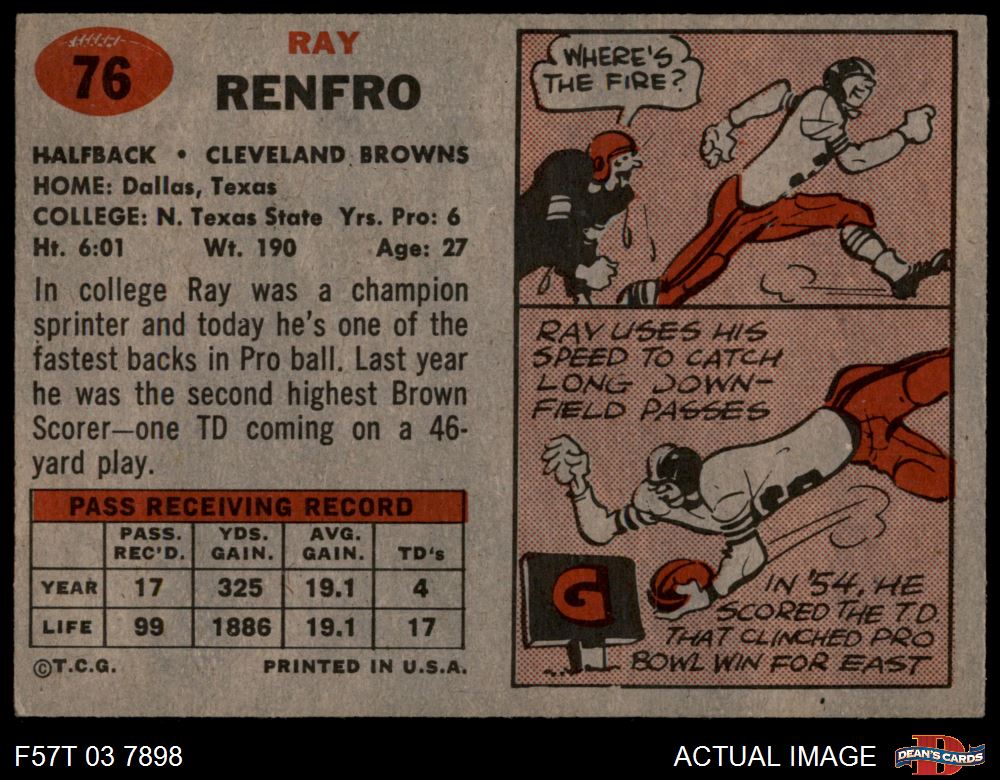 76
RAY
RENFRO
HALFBACK • CLEVELAND BROWNS
HOME: Dallas, Texas
COLLEGE: N. Texas State Yrs. Pro: 6
Ht. 6:01 Wt. 190 Age: 27
In college Ray was a champion
sprinter and today he's one of the
fastest backs in Pro ball. Last year
he was the second highest Brown
Scorer—one TD coming on a 46-
yard play.
PASS RECEIVING RECORD
PASS. REC'D. YDS. GAIN. AVG. GAIN. TD's
YEAR 17 325 19.1 4
LIFE 99 1886 19.1 17
©T.C.G. PRINTED IN U.S.A.
WHERE'S
THE FIRE?
RAY USES HIS
SPEED TO CATCH
LONG DOWN-
FIELD PASSES
G
IN '54, HE
SCORED THE TD
THAT CLINCHED PRO
BOWL WIN FOR EAST
F57T 03 7898
ACTUAL IMAGE
D
DEAN'S CARDS